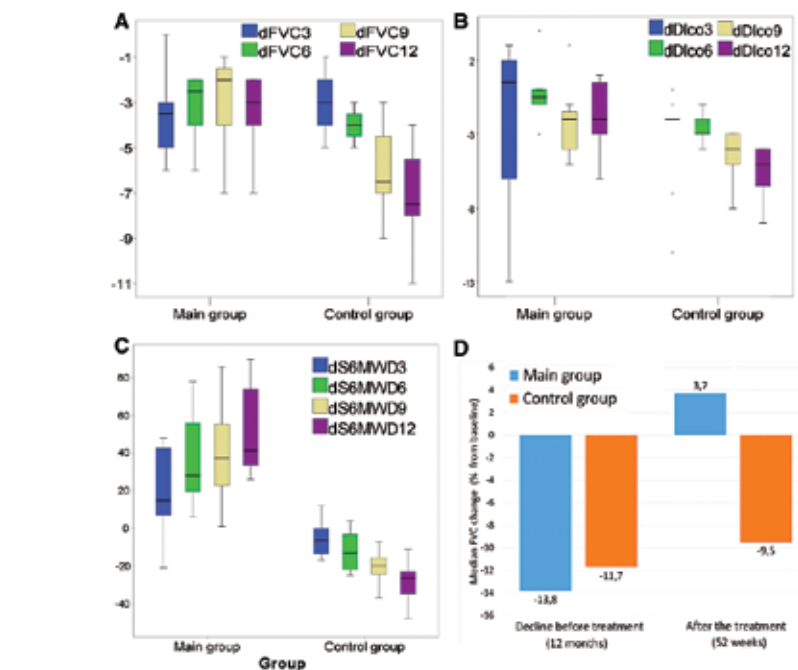 A
dFVC3 dFVC9
dFVC6 dFVC12
-1
-3
-5
-7
-9
-11
Main group Control group
B
dDlco3 dDlco9
dDlco6 dDlco12
2
-3
-8
Main group Control group
C
dS6MWD3
dS6MWD6
dS6MWD9
dS6MWD12
80
60
40
20
0
-20
-40
Main group Control group
Group
D
Main group
Control group
Median FVC change (% from baseline)
6
4
2
0
-2
-4
-6
-8
-10
-12
-14
-16
3,7
-13,8
-11,7
-9,5
Decline before treatment
(12 months)
After the treatment
(52 weeks)